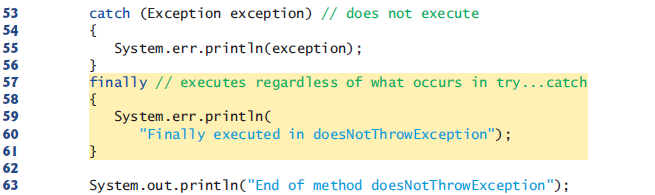 53 catch (Exception exception) // does not execute
54 {
55 System.err.println(exception);
56 }
57 finally // executes regardless of what occurs in try...catch
58 {
59 System.err.println(
60 "Finally executed in doesNotThrowException");
61 }
62
63 System.out.println("End of method doesNotThrowException");